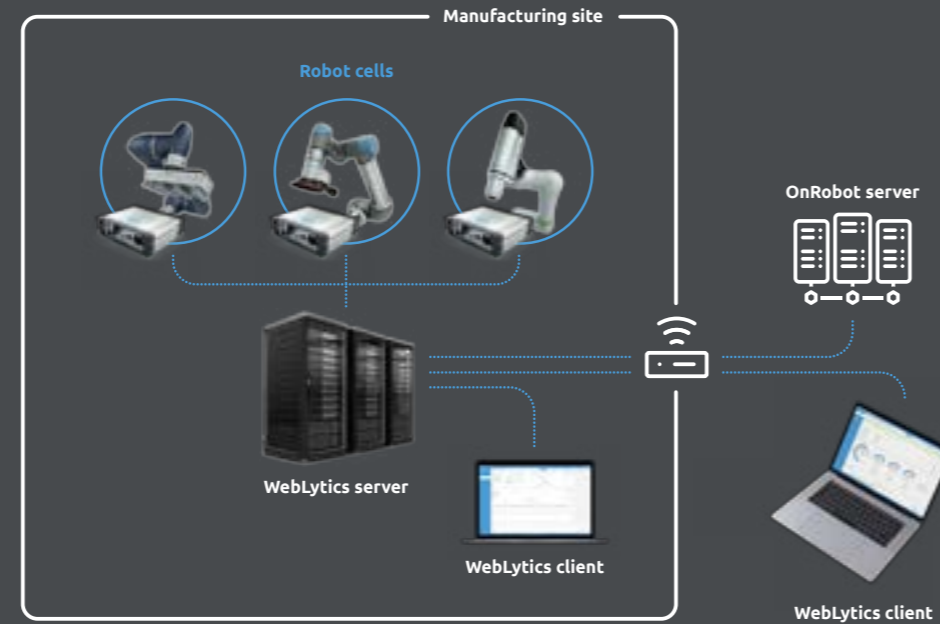 Manufacturing site
Robot cells
OnRobot server
WebLytics server
WebLytics client
WebLytics client